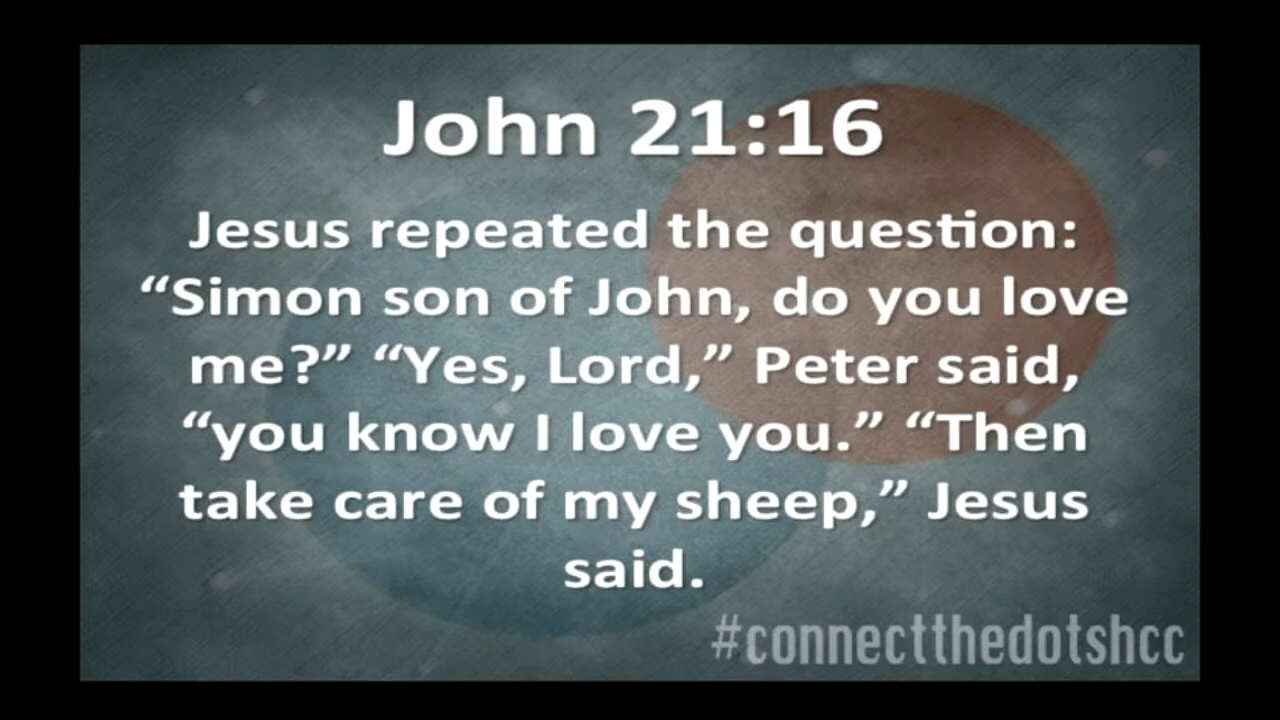 John 21:16
Jesus repeated the question:
“Simon son of John, do you love
me?” “Yes, Lord,” Peter said,
“you know I love you.” “Then
take care of my sheep,” Jesus
said.
#connectthedotshcc